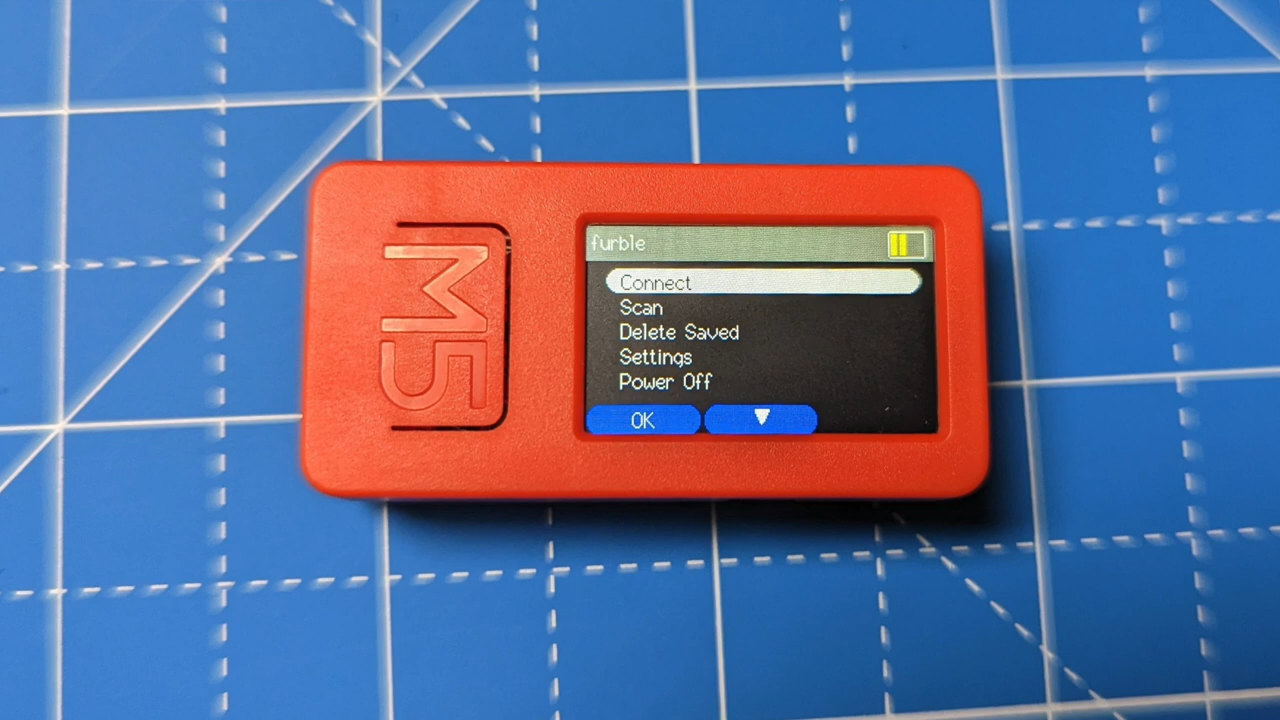 M5
furble
Connect
Scan
Delete Saved
Settings
Power Off
OK